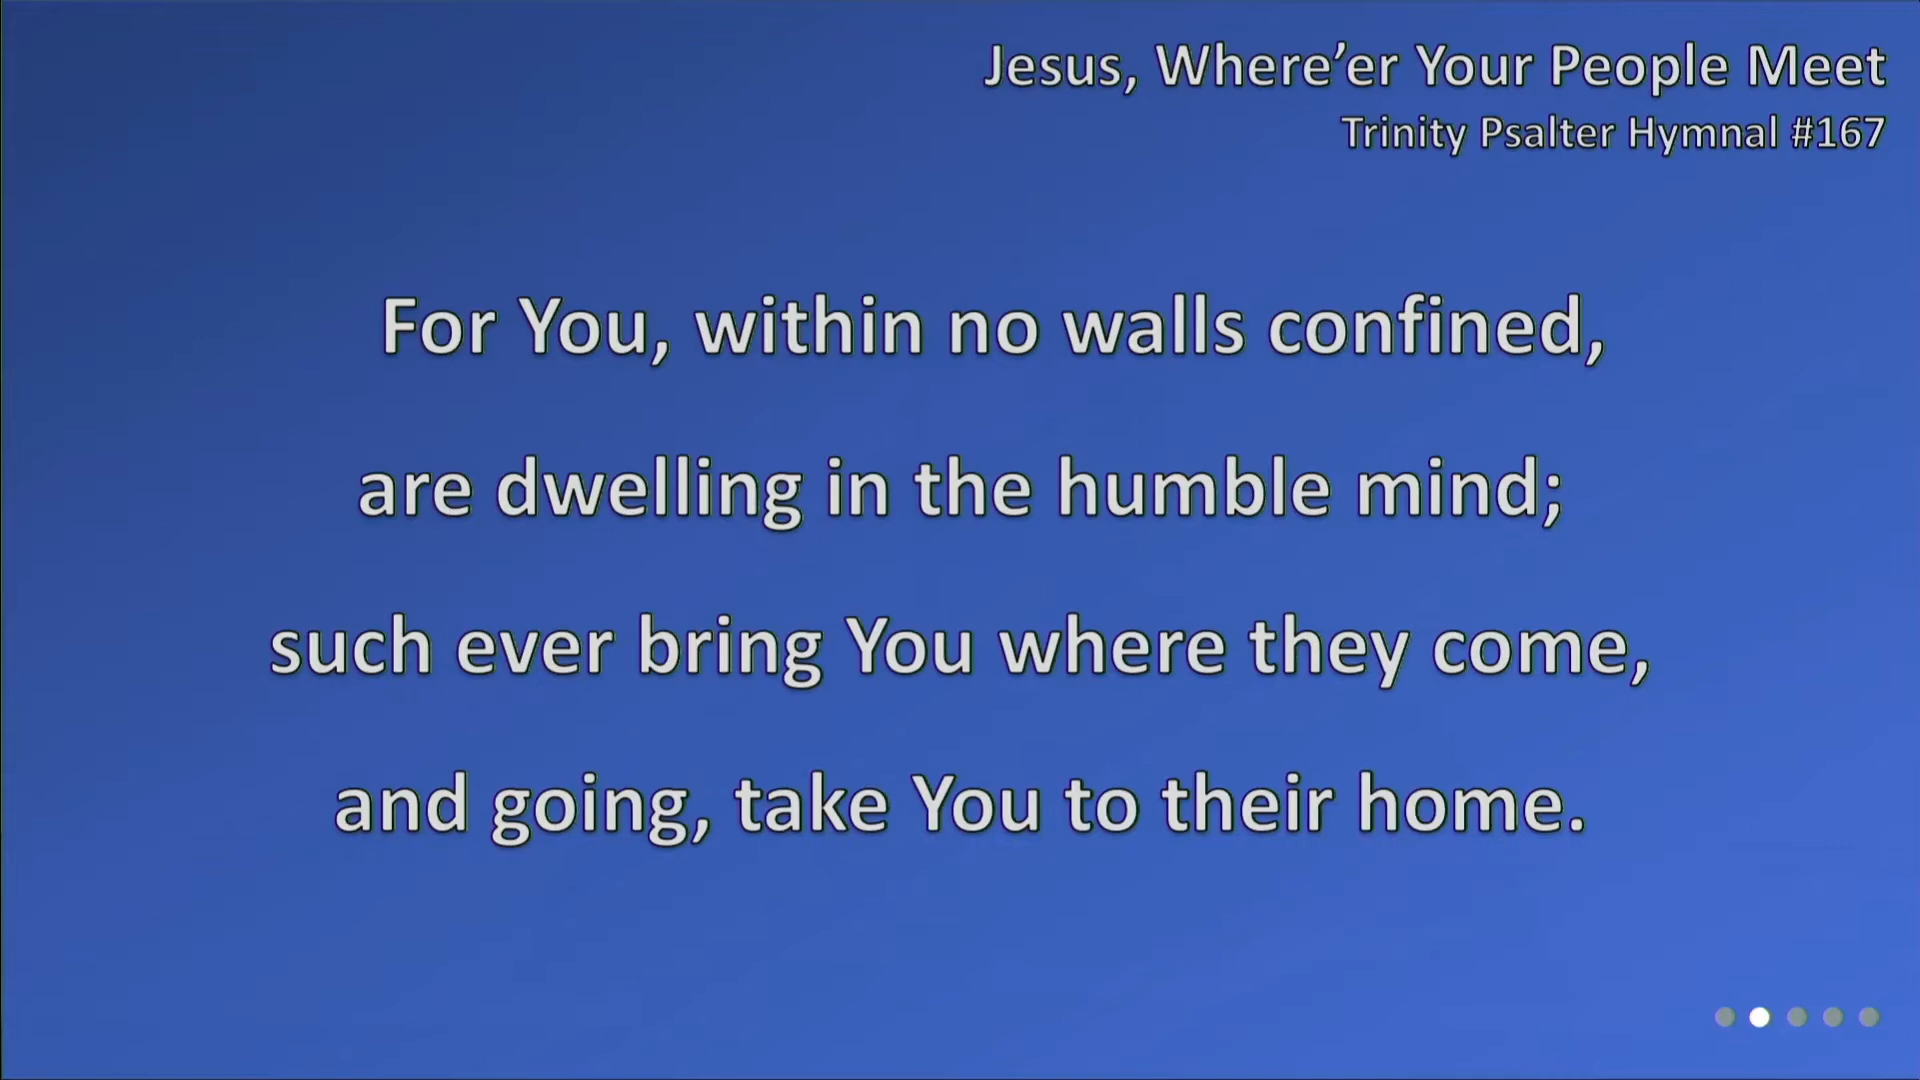 Jesus, Where’er Your People Meet
Trinity Psalter Hymnal #167
For You, within no walls confined,
are dwelling in the humble mind;
such ever bring You where they come,
and going, take You to their home.